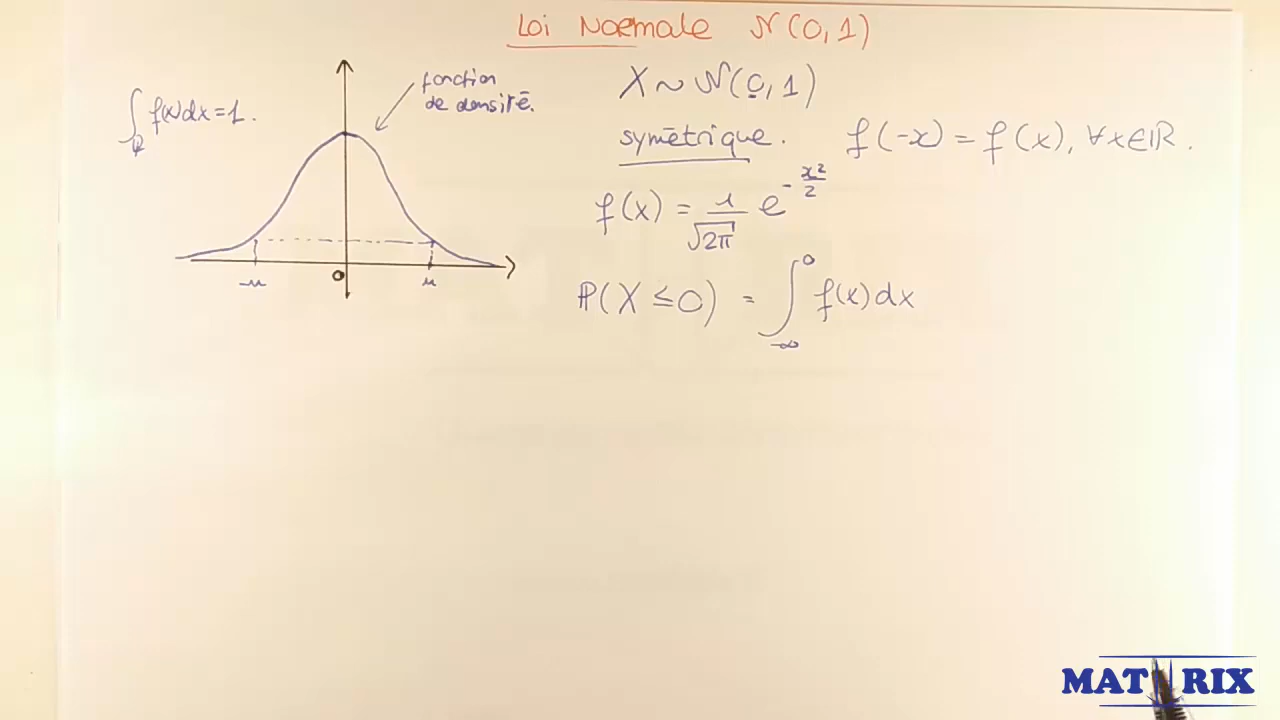 Loi Normale N(0,1)
fonction
de densité.
∫ℝ f(x)dx = 1.
-u
0
u
X ~ N(0,1)
symétrique. f(-x) = f(x), ∀x∈ℝ.
f(x) = 1/√2π e^-x²/2
ℙ(X ≤ 0) = ∫_-∞^0 f(x)dx
MATRIX